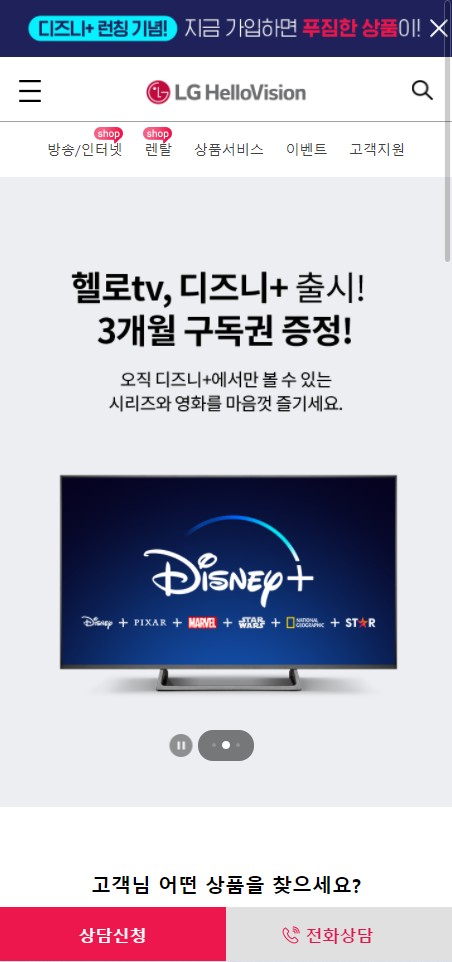 디즈니+ 런칭 기념! 지금 가입하면 푸짐한 상품이!
LG HelloVision
shop shop
방송/인터넷 렌탈 상품서비스 이벤트 고객지원
헬로tv, 디즈니+ 출시!
3개월 구독권 증정!
오직 디즈니+에서만 볼 수 있는
시리즈와 영화를 마음껏 즐기세요.
Disney+
Disney + PIXAR + MARVEL + STAR WARS + NATIONAL GEOGRAPHIC + STAR
고객님 어떤 상품을 찾으세요?
상담신청 전화상담